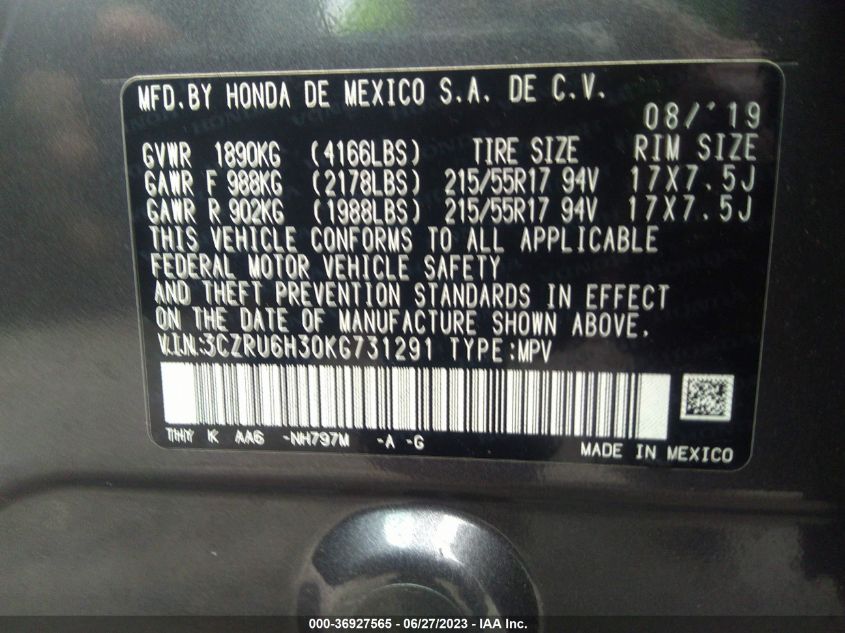 MFD.BY HONDA DE MEXICO S.A. DE C.V.
08/'19
GVWR 1890KG (4166LBS) TIRE SIZE RIM SIZE
GAWR F 988KG (2178LBS) 215/55R17 94V 17X7.5J
GAWR R 902KG (1988LBS) 215/55R17 94V 17X7.5J
THIS VEHICLE CONFORMS TO ALL APPLICABLE
FEDERAL MOTOR VEHICLE SAFETY
AND THEFT PREVENTION STANDARDS IN EFFECT
ON THE DATE OF MANUFACTURE SHOWN ABOVE.
V.I.N.:3CZRU6H30KG731291 TYPE:MPV
K AA6 -NH797M -A -G
MADE IN MEXICO
000-36927565 / 06/27/2023 - IAA Inc.